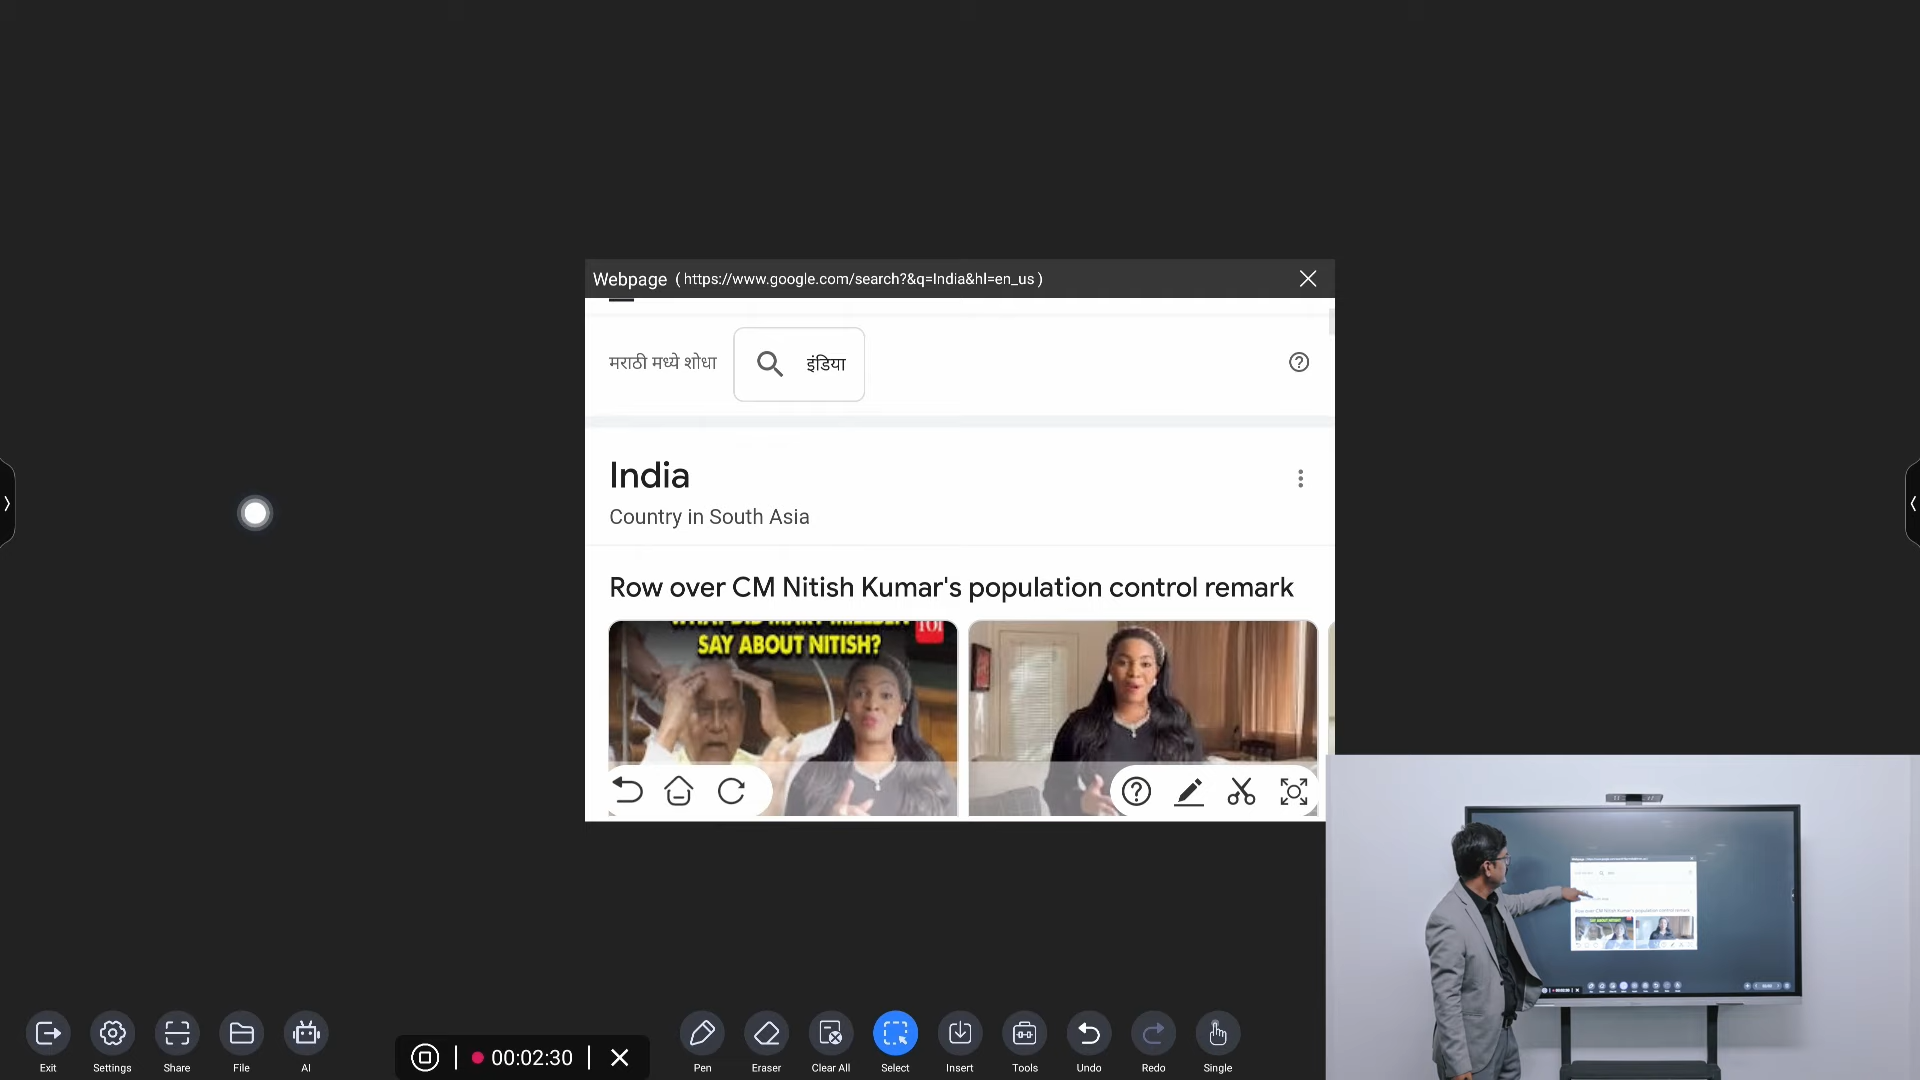 Webpage ( https://www.google.com/search?&q=India&hl=en_us )
मराठी मध्ये शोधा
इंडिया
India
Country in South Asia
Row over CM Nitish Kumar's population control remark
SAY ABOUT NITISH?
Exit
Settings
Share
File
AI
00:02:30
Pen
Eraser
Clear All
Select
Insert
Tools
Undo
Redo
Single